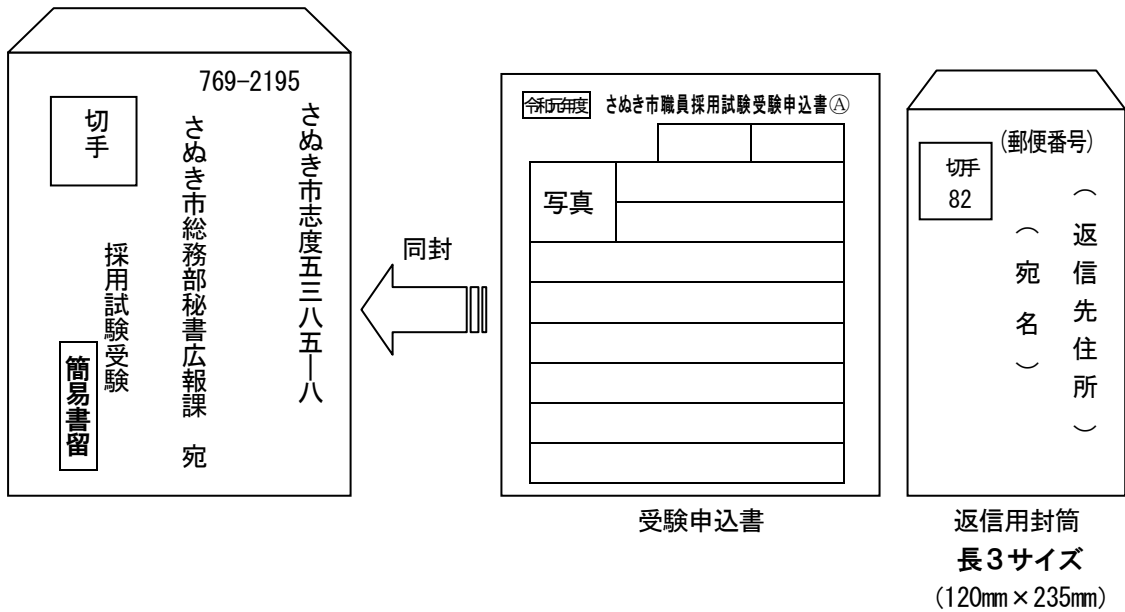 769-2195
切手
さぬき市志度五三八五―八
さぬき市総務部秘書広報課 宛
採用試験受験
簡易書留
同封
令和元年度 さぬき市職員採用試験受験申込書Ⓐ
写真
受験申込書
(郵便番号)
切手
82
(返信先住所)
(宛名)
返信用封筒
長3サイズ
(120mm×235mm)